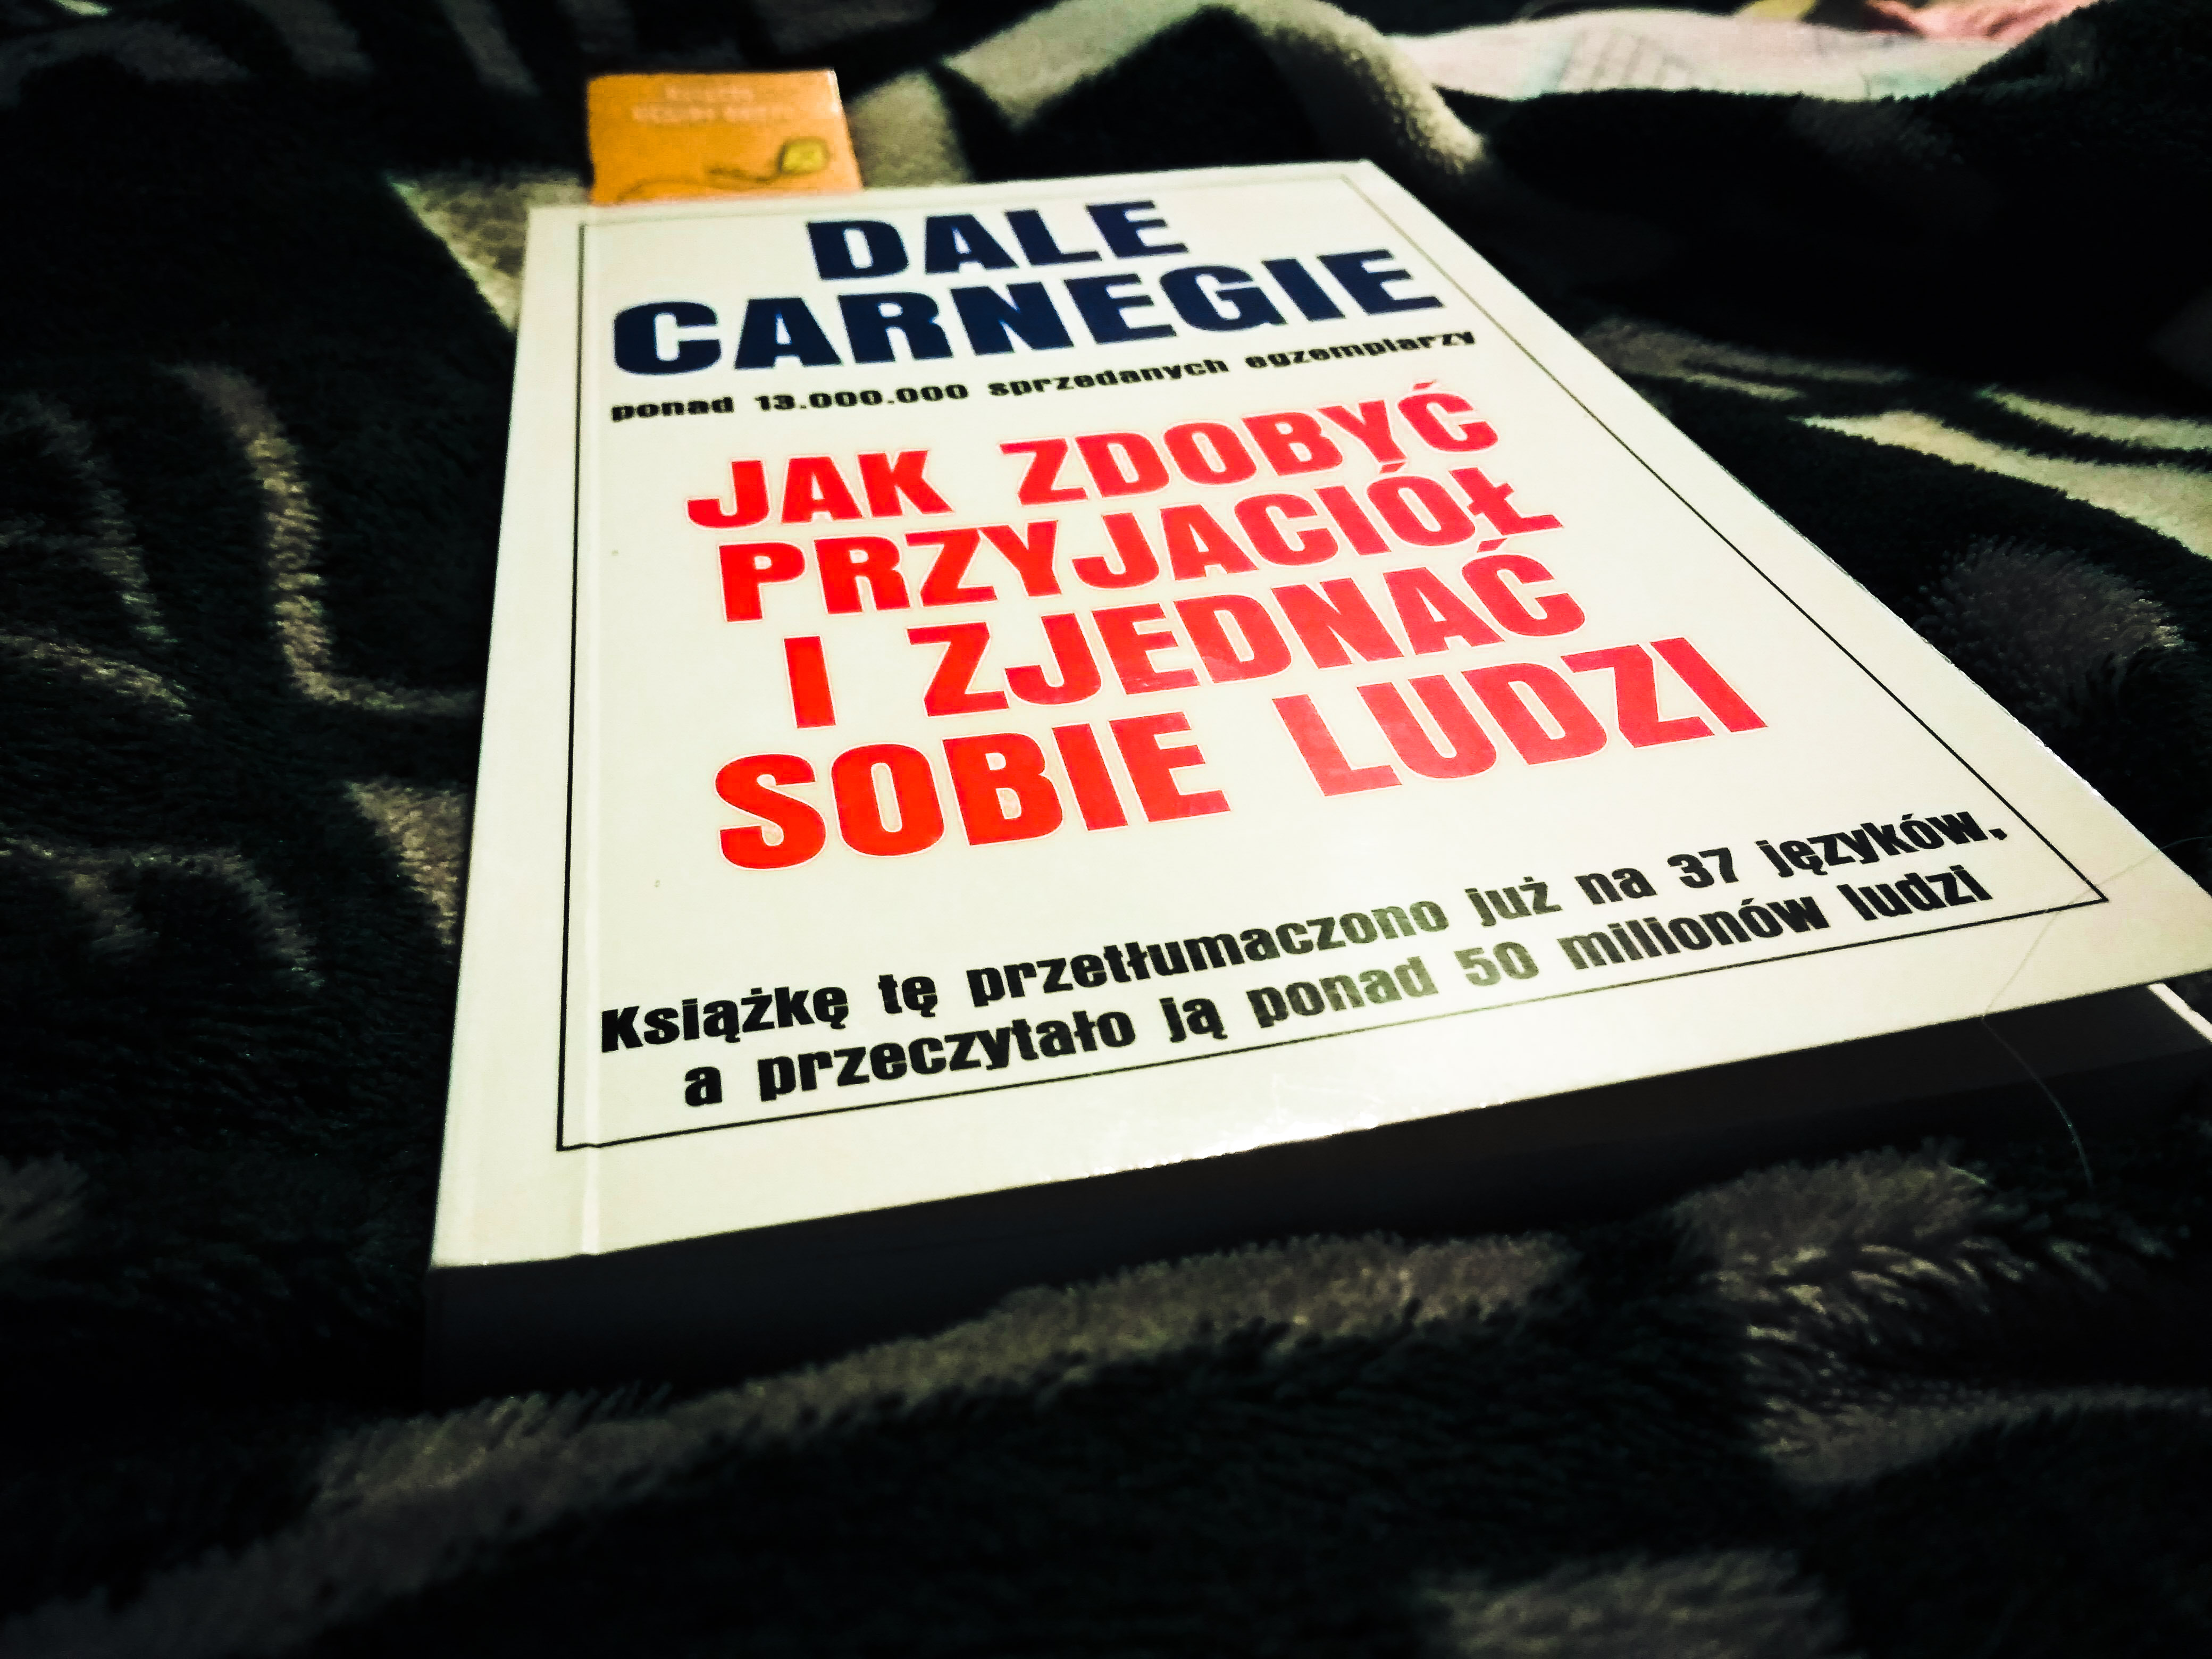 DALE
CARNEGIE
ponad 13.000.000 sprzedanych egzemplarzy
JAK ZDOBYĆ
PRZYJACIÓŁ
I ZJEDNAĆ
SOBIE LUDZI
Książkę tę przetłumaczono już na 37 języków,
a przeczytało ją ponad 50 milionów ludzi